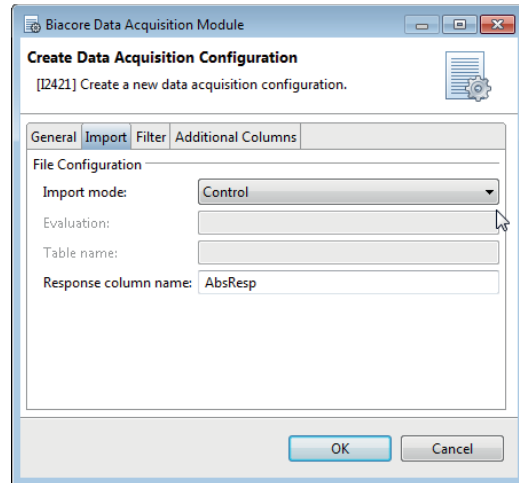 Biacore Data Acquisition Module
Create Data Acquisition Configuration
[I2421] Create a new data acquisition configuration.
General Import Filter Additional Columns
File Configuration
Import mode: Control
Evaluation:
Table name:
Response column name: AbsResp
OK Cancel